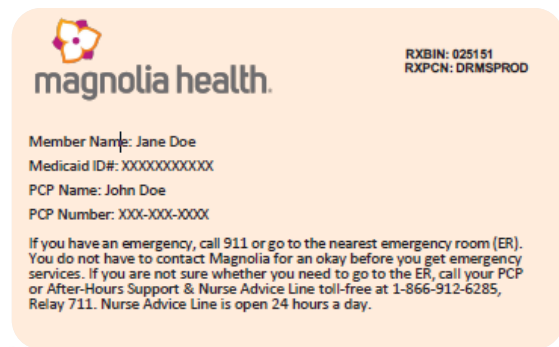 magnolia health.
RXBIN: 025151
RXPCN: DRMSPROD
Member Name: Jane Doe
Medicaid ID#: XXXXXXXXXXX
PCP Name: John Doe
PCP Number: XXX-XXX-XXXX
If you have an emergency, call 911 or go to the nearest emergency room (ER).
You do not have to contact Magnolia for an okay before you get emergency
services. If you are not sure whether you need to go to the ER, call your PCP
or After-Hours Support & Nurse Advice Line toll-free at 1-866-912-6285,
Relay 711. Nurse Advice Line is open 24 hours a day.